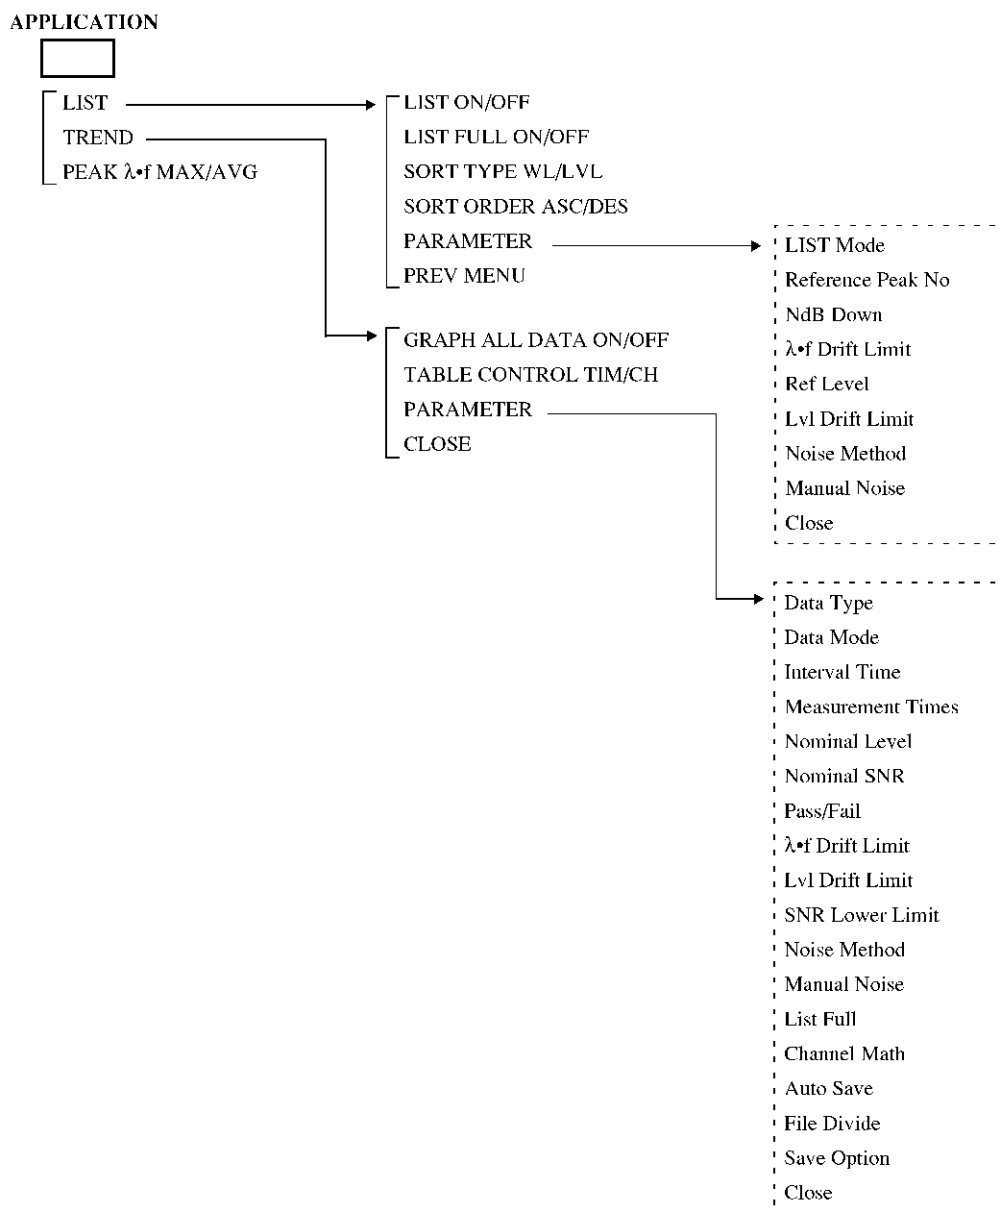 APPLICATION
LIST
TREND
PEAK λ•f MAX/AVG
LIST ON/OFF
LIST FULL ON/OFF
SORT TYPE WL/LVL
SORT ORDER ASC/DES
PARAMETER
PREV MENU
LIST Mode
Reference Peak No
NdB Down
λ•f Drift Limit
Ref Level
Lvl Drift Limit
Noise Method
Manual Noise
Close
GRAPH ALL DATA ON/OFF
TABLE CONTROL TIM/CH
PARAMETER
CLOSE
Data Type
Data Mode
Interval Time
Measurement Times
Nominal Level
Nominal SNR
Pass/Fail
λ•f Drift Limit
Lvl Drift Limit
SNR Lower Limit
Noise Method
Manual Noise
List Full
Channel Math
Auto Save
File Divide
Save Option
Close